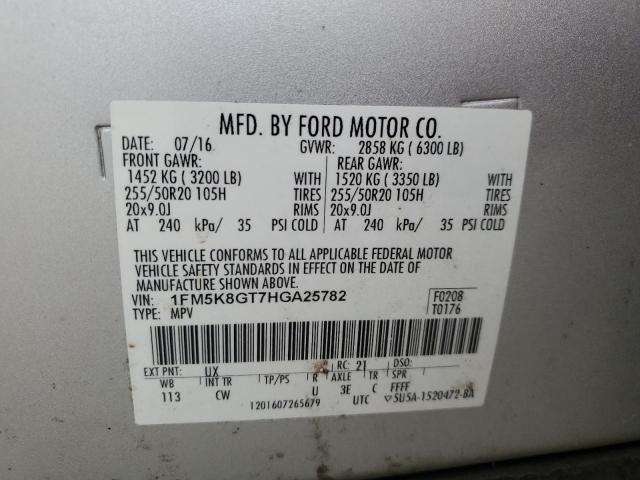 MFD. BY FORD MOTOR CO.
DATE: 07/16 GVWR: 2858 KG ( 6300 LB)
FRONT GAWR: REAR GAWR:
1452 KG ( 3200 LB) WITH 1520 KG ( 3350 LB) WITH
255/50R20 105H TIRES 255/50R20 105H TIRES
20x9.0J RIMS 20x9.0J RIMS
AT 240 kPa/ 35 PSI COLD AT 240 kPa/ 35 PSI COLD
THIS VEHICLE CONFORMS TO ALL APPLICABLE FEDERAL MOTOR
VEHICLE SAFETY STANDARDS IN EFFECT ON THE DATE OF
MANUFACTURE SHOWN ABOVE.
VIN: 1FM5K8GT7HGA25782 F0208
TYPE: MPV T0176
EXT PNT: UX RC: 21 DSO:
WB INT TR TP/PS R AXLE TR SPR
113 CW U 3E C FFFF
1201607265679 UTC ▽5U5A-1520472-BA